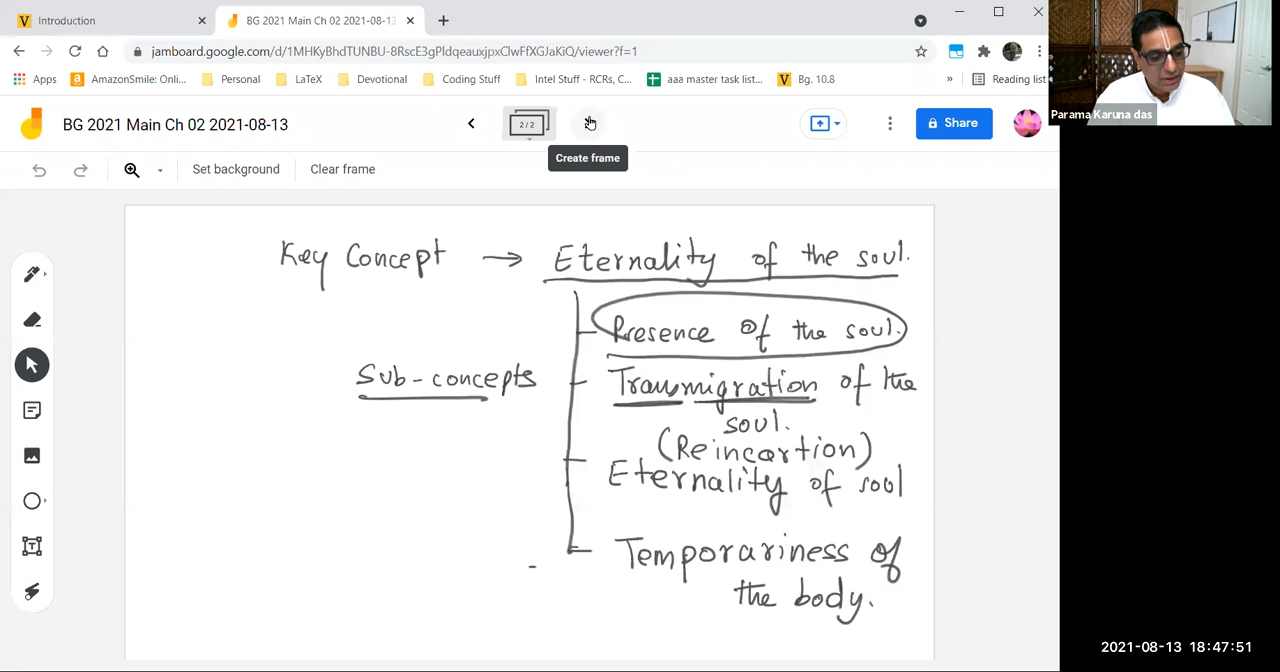 Introduction
BG 2021 Main Ch 02 2021-08-13
jamboard.google.com/d/1MHKyBhdTUNBU-8RscE3gPldqeauxjpxClwFfXGJaKiQ/viewer?f=1
Apps AmazonSmile: Onli... Personal LaTeX Devotional Coding Stuff Intel Stuff - RCRs, C... aaa master task list... Bg. 10.8 » Reading list
Parama Karuna das
BG 2021 Main Ch 02 2021-08-13
2/2
Share
Create frame
Set background Clear frame
Key Concept → Eternality of the soul.
Presence of the soul.
Sub-concepts
Transmigration of the
soul.
(Reincartion)
Eternality of soul
Temporariness of
the body.
2021-08-13 18:47:51